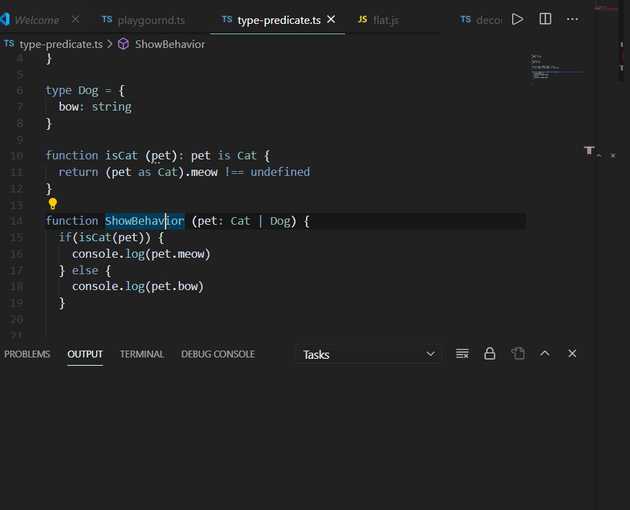 Welcome
TS playgournd.ts
TS type-predicate.ts
JS flat.js
TS decor
TS type-predicate.ts > ShowBehavior
4 }
5
6 type Dog = {
7 bow: string
8 }
9
10 function isCat (pet): pet is Cat {
11 return (pet as Cat).meow !== undefined
12 }
13
14 function ShowBehavior (pet: Cat | Dog) {
15 if(isCat(pet)) {
16 console.log(pet.meow)
17 } else {
18 console.log(pet.bow)
19 }
20
21
PROBLEMS OUTPUT TERMINAL DEBUG CONSOLE Tasks